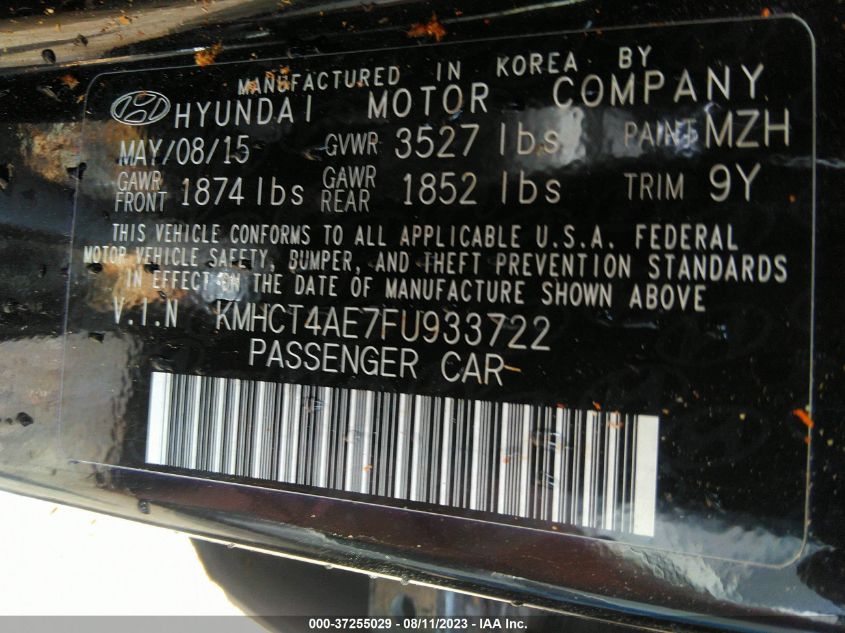 MANUFACTURED IN KOREA BY
HYUNDAI MOTOR COMPANY
MAY/08/15 GVWR 3527 lbs PAINT MZH
GAWR FRONT 1874 lbs GAWR REAR 1852 lbs TRIM 9Y
THIS VEHICLE CONFORMS TO ALL APPLICABLE U.S.A. FEDERAL
MOTOR VEHICLE SAFETY, BUMPER, AND THEFT PREVENTION STANDARDS
IN EFFECT ON THE DATE OF MANUFACTURE SHOWN ABOVE
V.I.N KMHCT4AE7FU933722
PASSENGER CAR
000-37255029 - 08/11/2023 - IAA Inc.